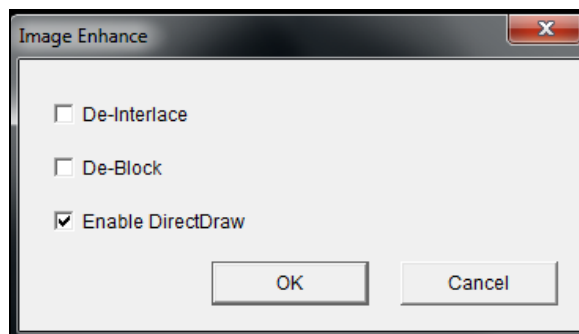 Image Enhance
De-Interlace
De-Block
Enable DirectDraw
OK Cancel